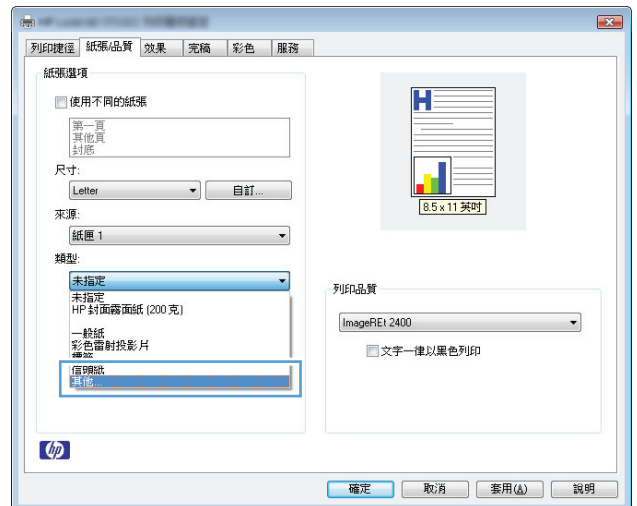 列印捷徑 紙張/品質 效果 完稿 彩色 服務
紙張選項
使用不同的紙張
第一頁
其他頁
封底
尺寸:
Letter 自訂...
來源:
紙匣 1
類型:
未指定
未指定
HP 封面霧面紙 (200 克)
一般紙
彩色雷射投影片
標籤
信頭紙
其他...
H
8.5 x 11 英吋
列印品質
ImageREt 2400
文字一律以黑色列印
hp
確定 取消 套用(A) 說明